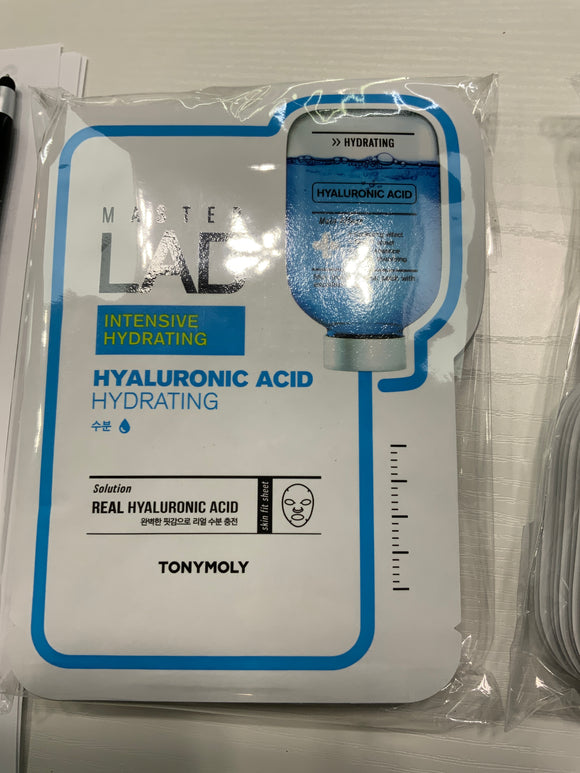 >> HYDRATING
HYALURONIC ACID
MASTER
LAB
INTENSIVE
HYDRATING
HYALURONIC ACID
HYDRATING
수분
Solution
REAL HYALURONIC ACID
완벽한 핏감으로 리얼 수분 충전
skin fit sheet
TONYMOLY